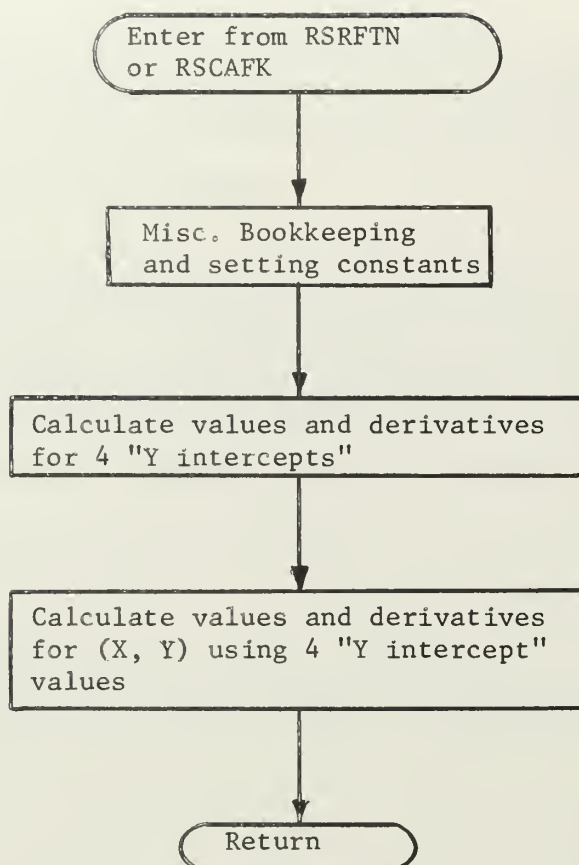 Enter from RSRFTN
or RSCAFK
Misc. Bookkeeping
and setting constants
Calculate values and derivatives
for 4 "Y intercepts"
Calculate values and derivatives
for (X, Y) using 4 "Y intercept"
values
Return